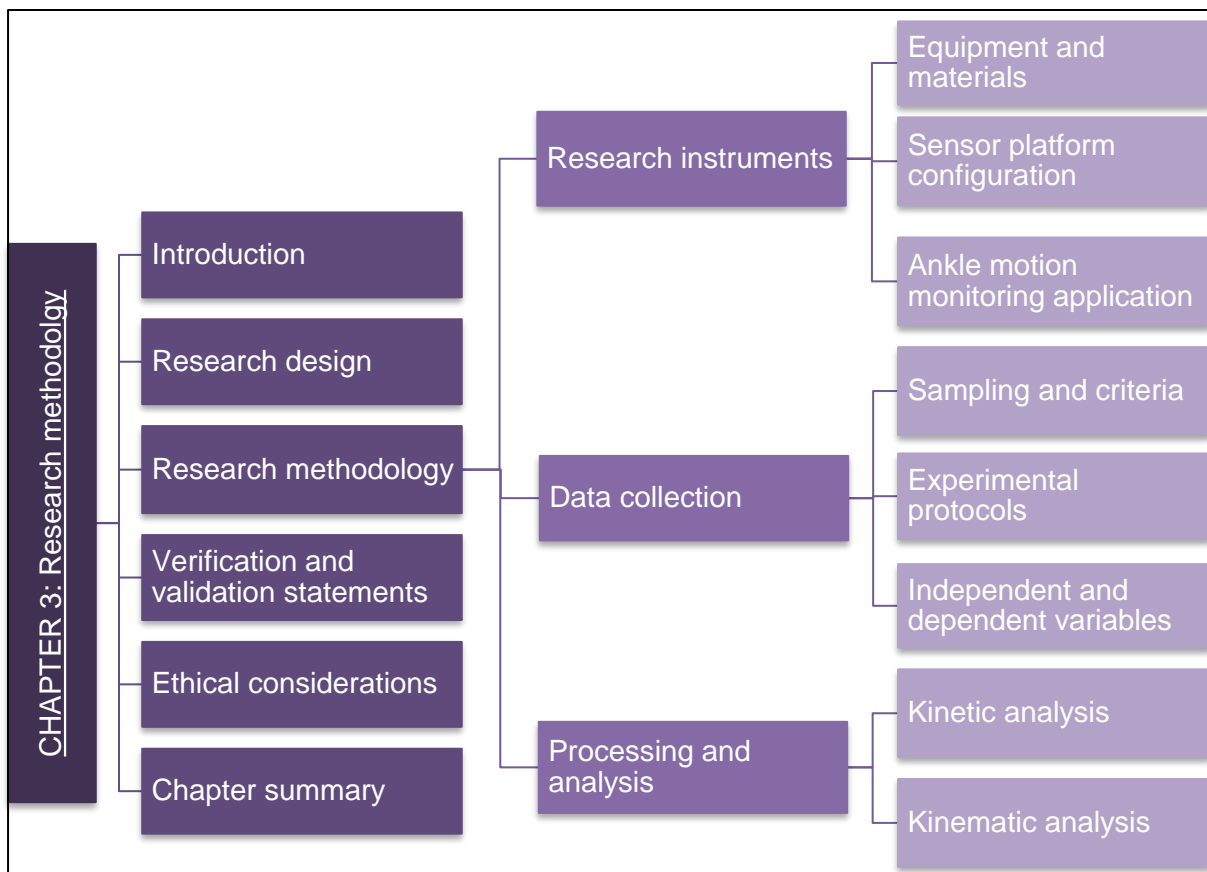 CHAPTER 3: Research methodolgy
Introduction
Research design
Research methodology
Verification and
validation statements
Ethical considerations
Chapter summary
Research instruments
Data collection
Processing and
analysis
Equipment and
materials
Sensor platform
configuration
Ankle motion
monitoring application
Sampling and criteria
Experimental
protocols
Independent and
dependent variables
Kinetic analysis
Kinematic analysis